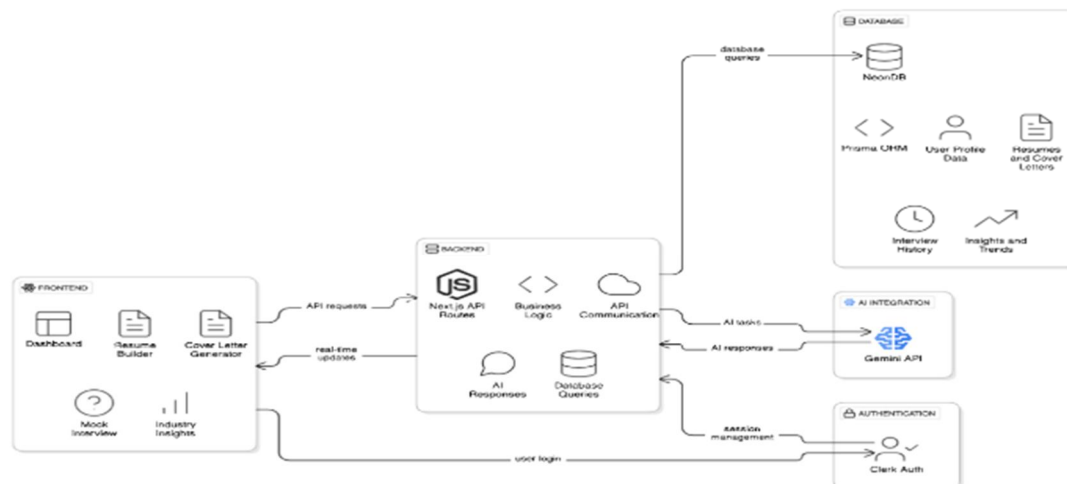 DATABASE
database
queries
NeonDB
Prisma ORM
User Profile
Data
Resumes
and Cover
Letters
Interview
History
Insights and
Trends
BACKEND
Next.js API
Routes
Business
Logic
API
Communication
AI
Responses
Database
Queries
FRONTEND
Dashboard
Resume
Builder
Cover Letter
Generator
Mock
Interview
Industry
Insights
API requests
real-time
updates
AI INTEGRATION
AI tasks
AI responses
Gemini API
AUTHENTICATION
session
management
Clerk Auth
user login
JS
?